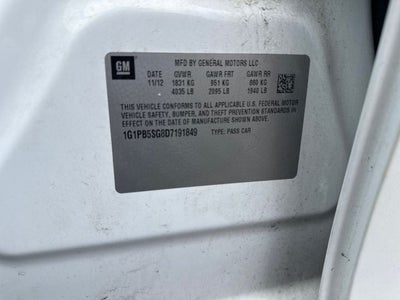 GM
MFD BY GENERAL MOTORS LLC
DATE GVWR GAWR FRT GAWR RR
11/12 1831 KG 951 KG 880 KG
4035 LB 2095 LB 1940 LB
THIS VEHICLE CONFORMS TO ALL APPLICABLE U.S. FEDERAL MOTOR
VEHICLE SAFETY, BUMPER, AND THEFT PREVENTION STANDARDS
IN EFFECT ON THE DATE OF MANUFACTURE SHOWN ABOVE.
1G1PB5SG8D7191849 TYPE: PASS CAR